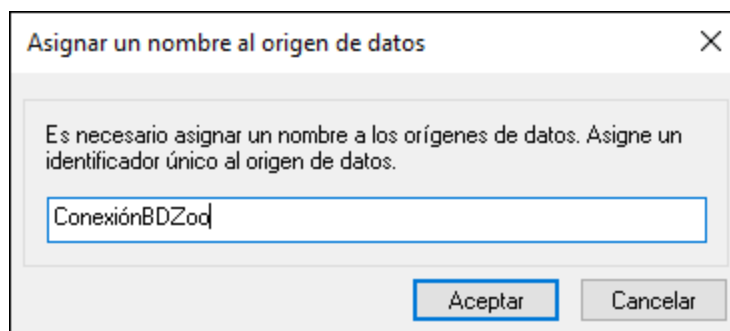 Asignar un nombre al origen de datos
Es necesario asignar un nombre a los orígenes de datos. Asigne un
identificador único al origen de datos.
ConexiónBDZoo
Aceptar
Cancelar